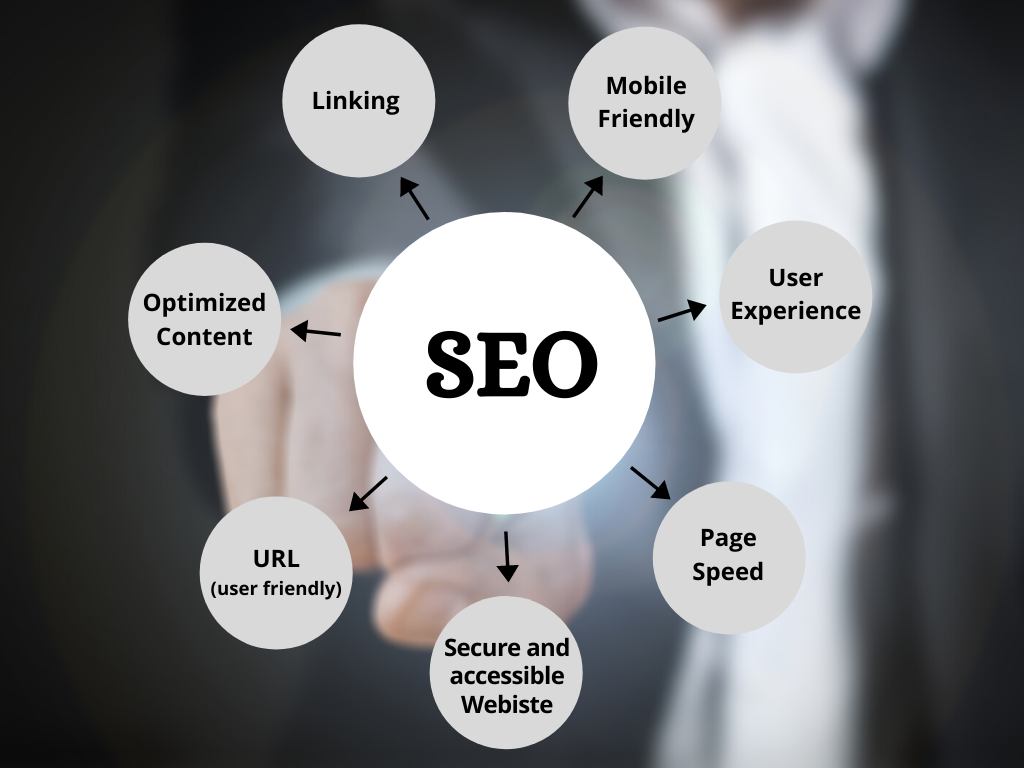 Linking
Mobile
Friendly
Optimized
Content
SEO
User
Experience
URL
(user friendly)
Page
Speed
Secure and
accessible
Webiste